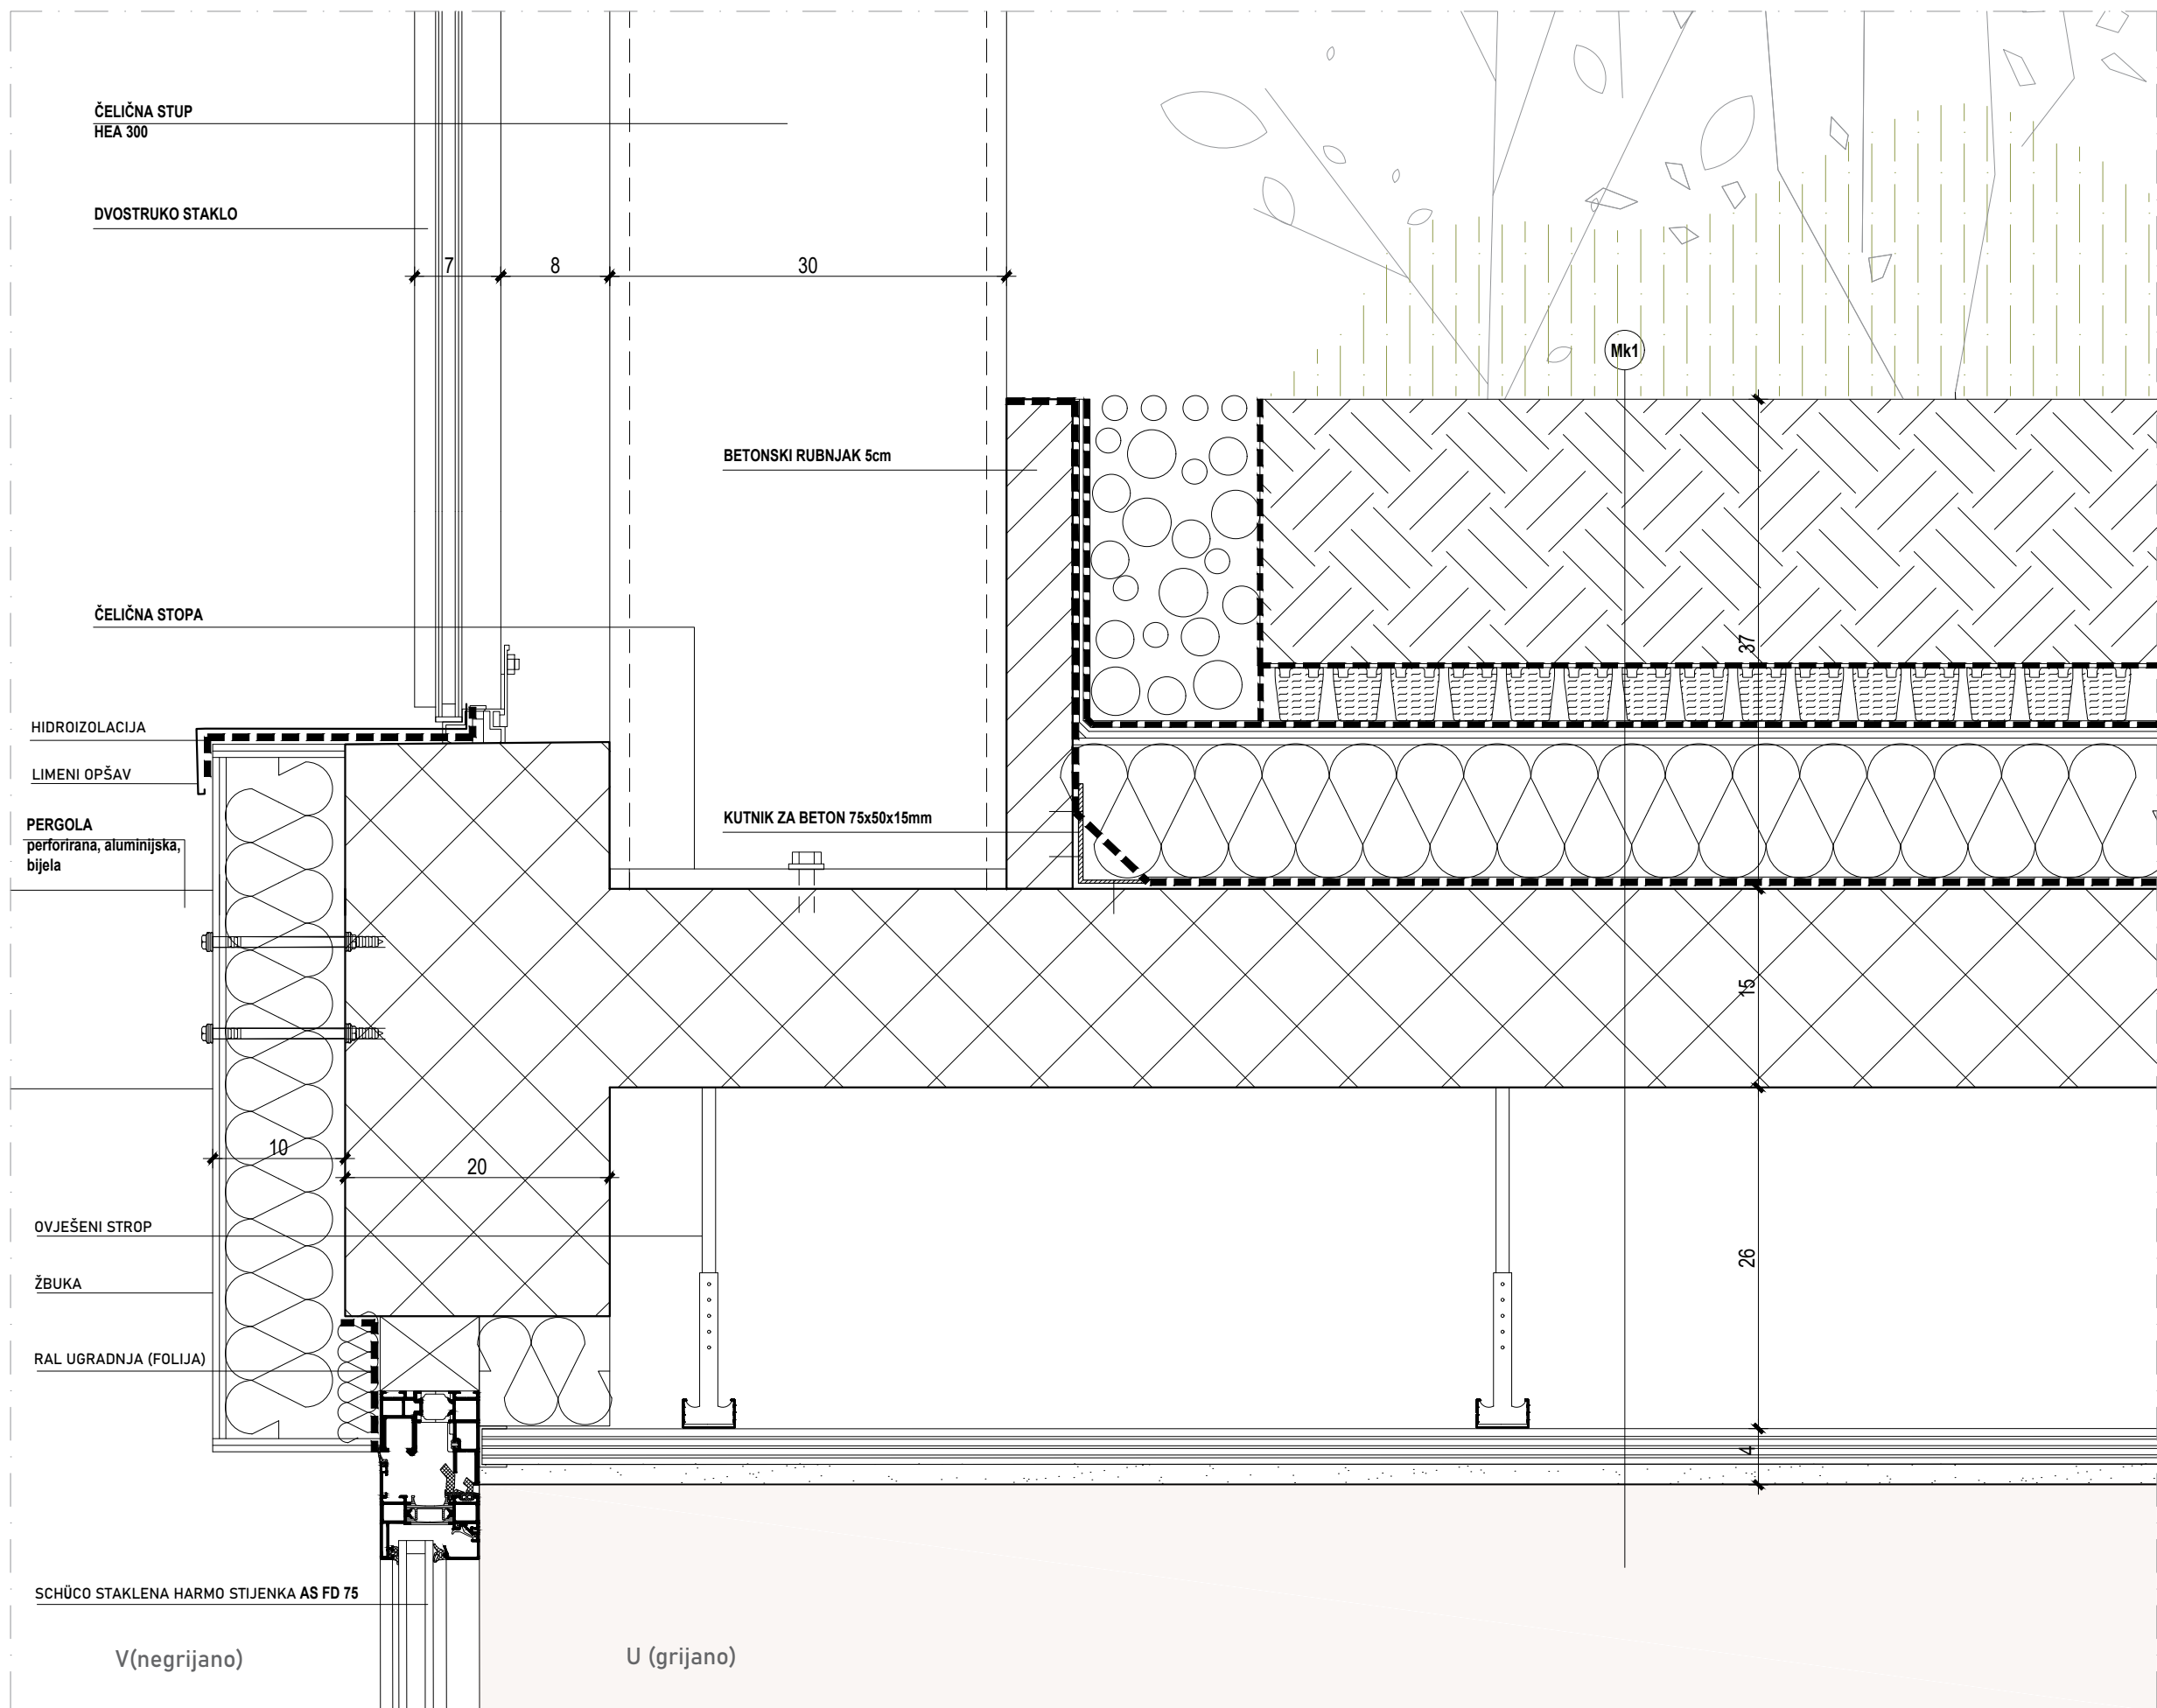 ČELIČNA STUP
HEA 300
DVOSTRUKO STAKLO
7
8
30
Mk1
BETONSKI RUBNJAK 5cm
ČELIČNA STOPA
37
HIDROIZOLACIJA
LIMENI OPŠAV
PERGOLA
perforirana, aluminijska,
bijela
KUTNIK ZA BETON 75x50x15mm
15
10
20
OVJEŠENI STROP
26
ŽBUKA
RAL UGRADNJA (FOLIJA)
4
SCHÜCO STAKLENA HARMO STIJENKA AS FD 75
V(negrijano)
U (grijano)